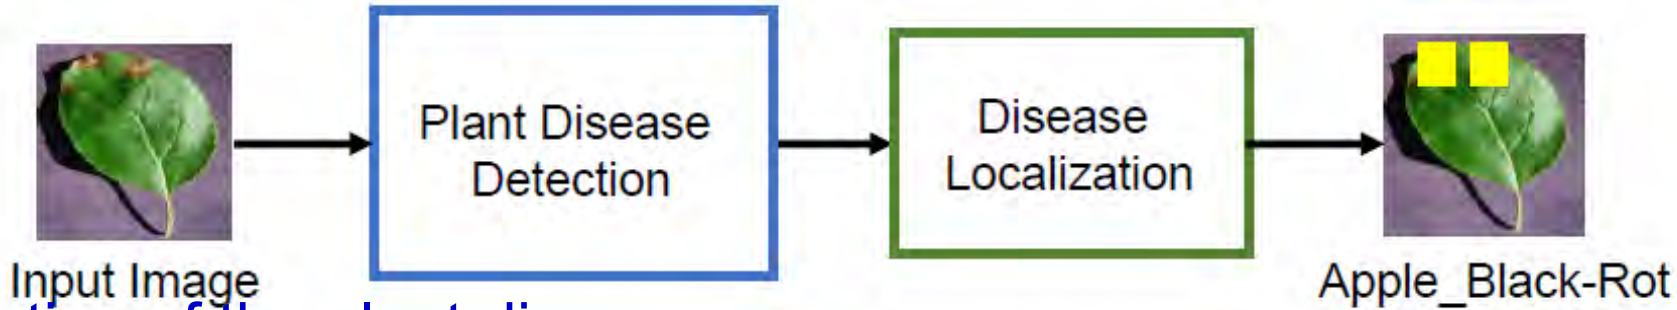 Plant Disease
Detection
Disease
Localization
Input Image
Apple_Black-Rot